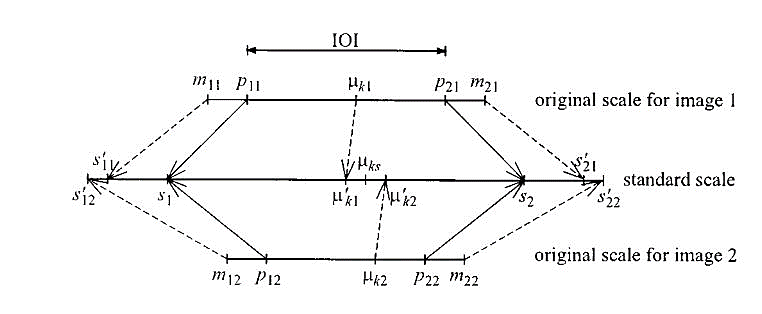 IOI
m₁₁ p₁₁ μₖ₁ p₂₁ m₂₁
original scale for image 1
s′₁₁ μₖₛ s′₂₁
standard scale
s′₁₂ s₁ μ′ₖ₁ μ′ₖ₂ s₂ s′₂₂
original scale for image 2
m₁₂ p₁₂ μₖ₂ p₂₂ m₂₂